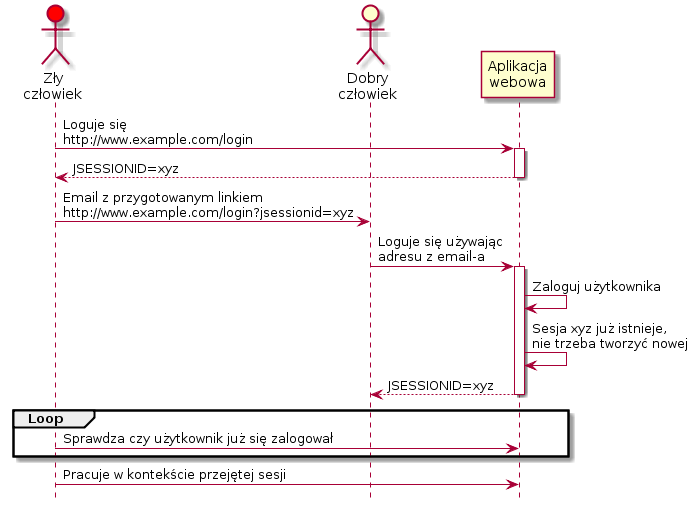 Zły
człowiek
Dobry
człowiek
Aplikacja
webowa
Loguje się
http://www.example.com/login
JSESSIONID=xyz
Email z przygotowanym linkiem
http://www.example.com/login?jsessionid=xyz
Loguje się używając
adresu z email-a
Zaloguj użytkownika
Sesja xyz już istnieje,
nie trzeba tworzyć nowej
JSESSIONID=xyz
Loop
Sprawdza czy użytkownik już się zalogował
Pracuje w kontekście przejętej sesji